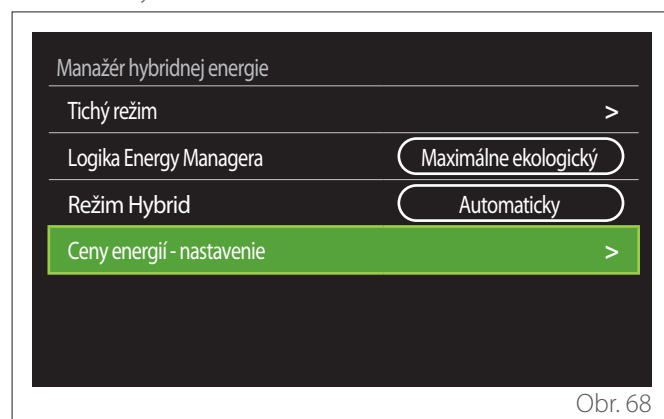 Manažér hybridnej energie
Tichý režim >
Logika Energy Managera Maximálne ekologický
Režim Hybrid Automaticky
Ceny energií - nastavenie >
Obr. 68